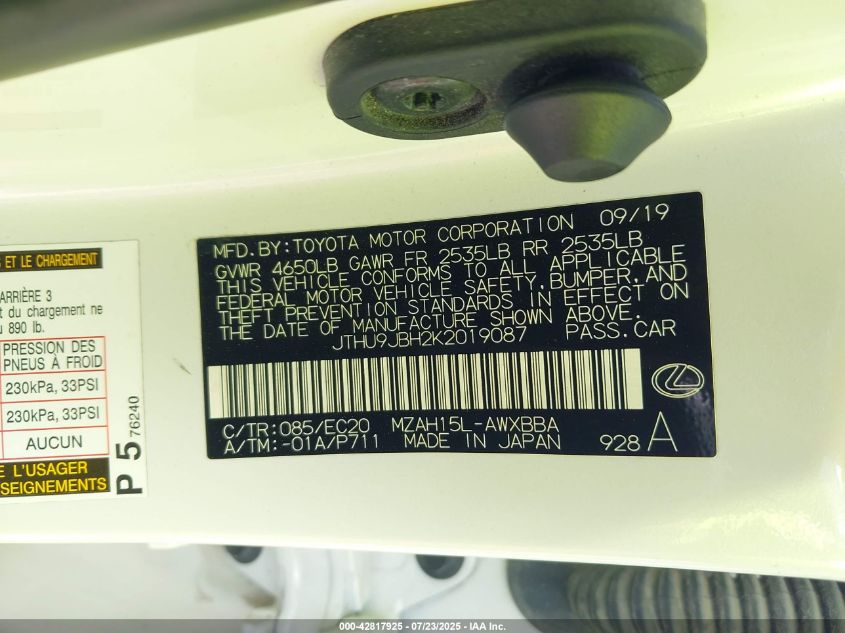 MFD.BY:TOYOTA MOTOR CORPORATION 09/19
GVWR 4650LB GAWR FR 2535LB RR 2535LB
THIS VEHICLE CONFORMS TO ALL APPLICABLE
FEDERAL MOTOR VEHICLE SAFETY,BUMPER,AND
THEFT PREVENTION STANDARDS IN EFFECT ON
THE DATE OF MANUFACTURE SHOWN ABOVE.
JTHU9JBH2K2019087 PASS.CAR
C/TR:085/EC20 MZAH15L-AWXBBA
A/TM:-01A/P711 MADE IN JAPAN 928 A
ET LE CHARGEMENT
ARRIÈRE 3
du chargement ne
890 lb.
PRESSION DES
PNEUS À FROID
230kPa, 33PSI
230kPa, 33PSI
AUCUN
L'USAGER
P 5 76240
000-42817925 - 07/23/2025 - IAA Inc.